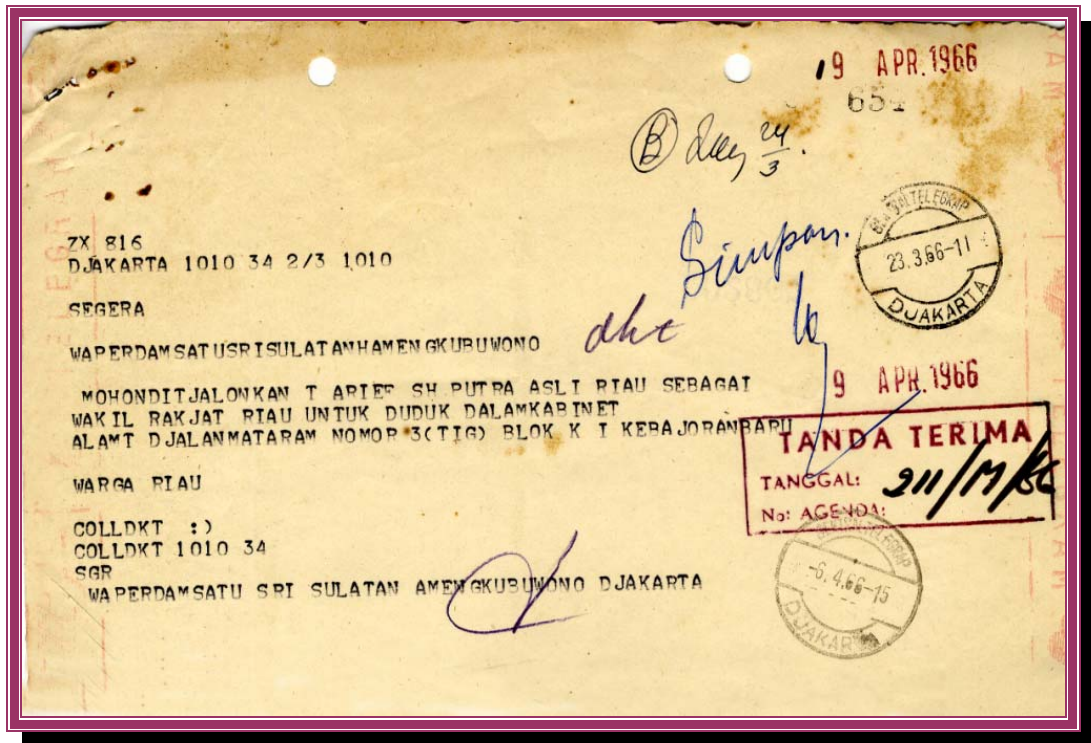 9 APR. 1966
654
B 24/3.
Simpan.
23.3.66-11
DJAKARTA
ZX 816
DJAKARTA 1010 34 2/3 1010
SEGERA
WAPERDAMSATUSRISULATANHAMENGKUBUWONO
dkt
9 APR. 1966
MOHONDITJALONKAN T ARIEF SH PUTRA ASLI RIAU SEBAGAI
WAKIL RAKJAT RIAU UNTUK DUDUK DALAMKABINET
ALAMT DJALANMATARAM NOMOR 3(TIG) BLOK K I KEBAJORANBARU
TANDA TERIMA
TANGGAL:
No: AGENDA:
WARGA RIAU
COLLDKT :)
COLLDKT 1010 34
SGR
WAPERDAMSATU SRI SULATAN AMENGKUBUWONO DJAKARTA
-6.4.66-15
DJAKARTA